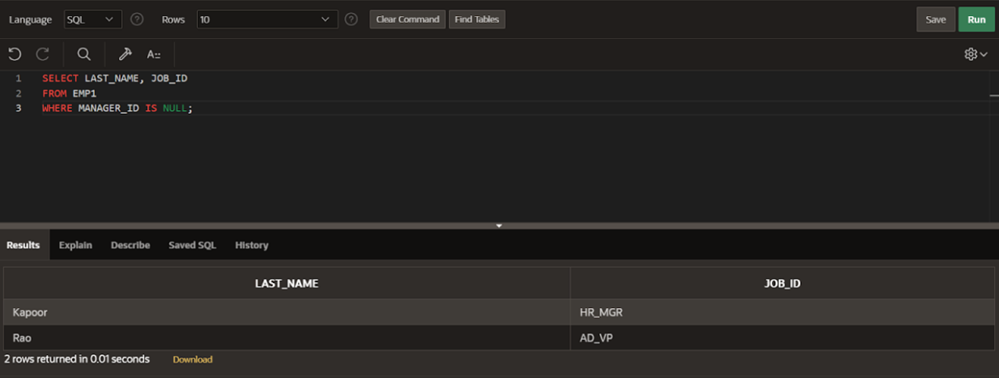 Language SQL Rows 10 Clear Command Find Tables Save Run
A::
1 SELECT LAST_NAME, JOB_ID
2 FROM EMP1
3 WHERE MANAGER_ID IS NULL;
Results Explain Describe Saved SQL History
LAST_NAME JOB_ID
Kapoor HR_MGR
Rao AD_VP
2 rows returned in 0.01 seconds Download